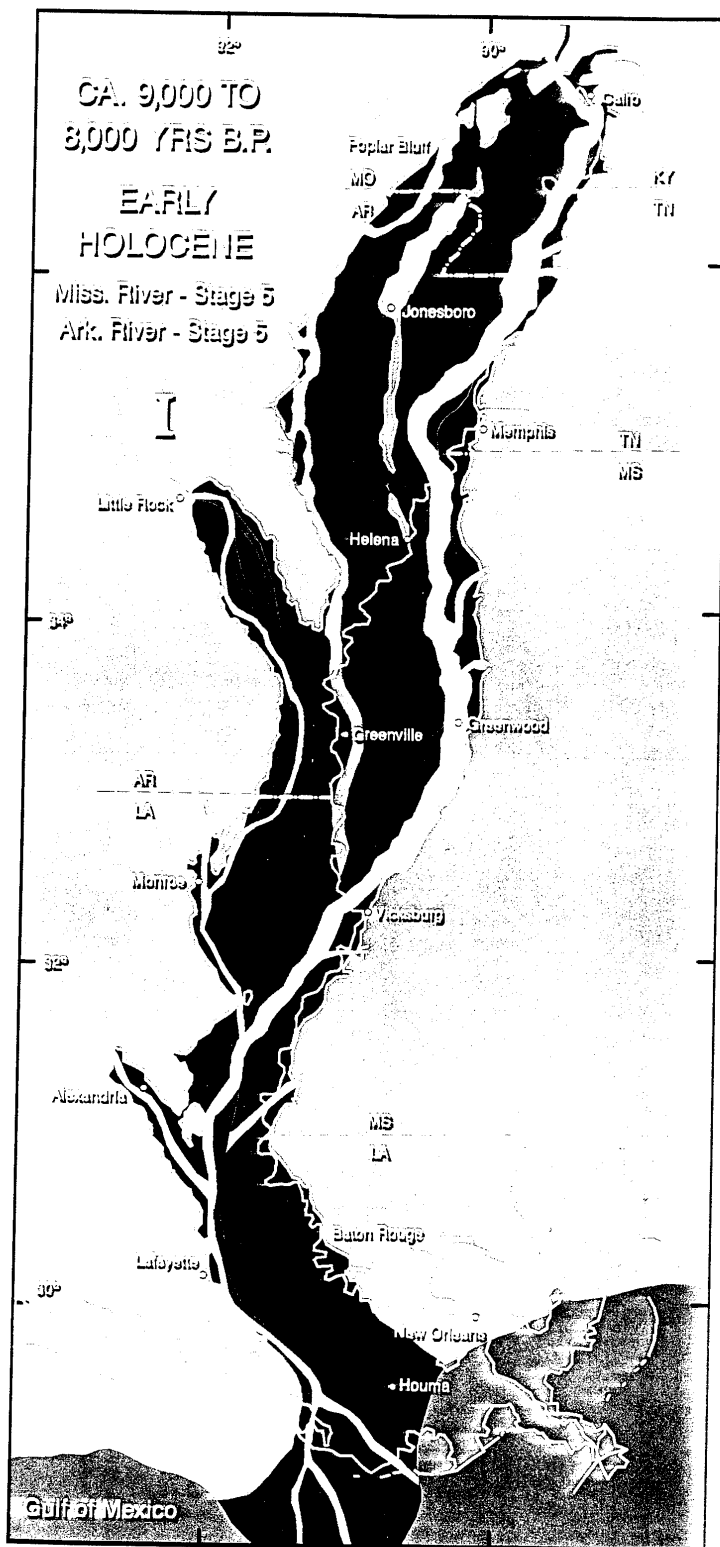 92°
90°
CA. 9,000 TO
8,000 YRS B.P.
EARLY
HOLOCENE
Miss. River - Stage 5
Ark. River - Stage 5
I
Cairo
Poplar Bluff
MO
AR
KY
TN
Jonesboro
Memphis
TN
MS
Little Rock
Helena
34°
Greenville
Greenwood
AR
LA
Monroe
Vicksburg
32°
Alexandria
MS
LA
Baton Rouge
Lafayette
30°
New Orleans
Houma
Gulf of Mexico